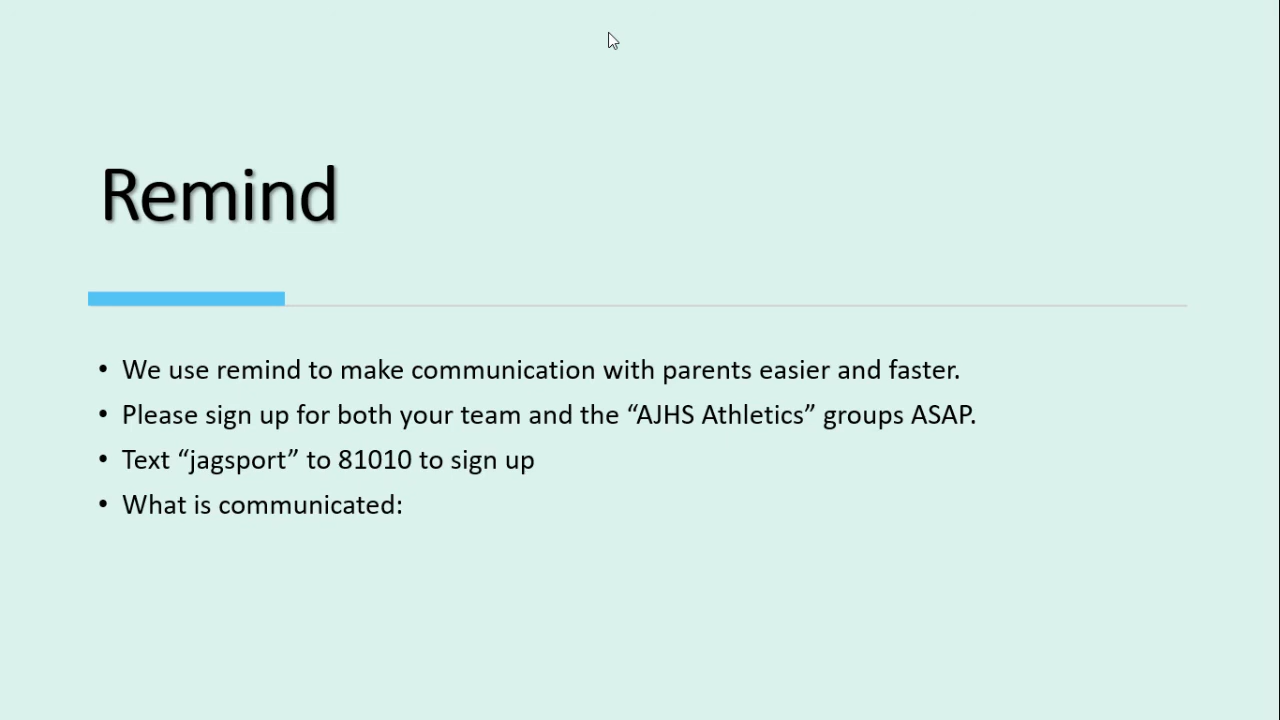 Remind
• We use remind to make communication with parents easier and faster.
• Please sign up for both your team and the “AJHS Athletics” groups ASAP.
• Text “jagsport” to 81010 to sign up
• What is communicated: